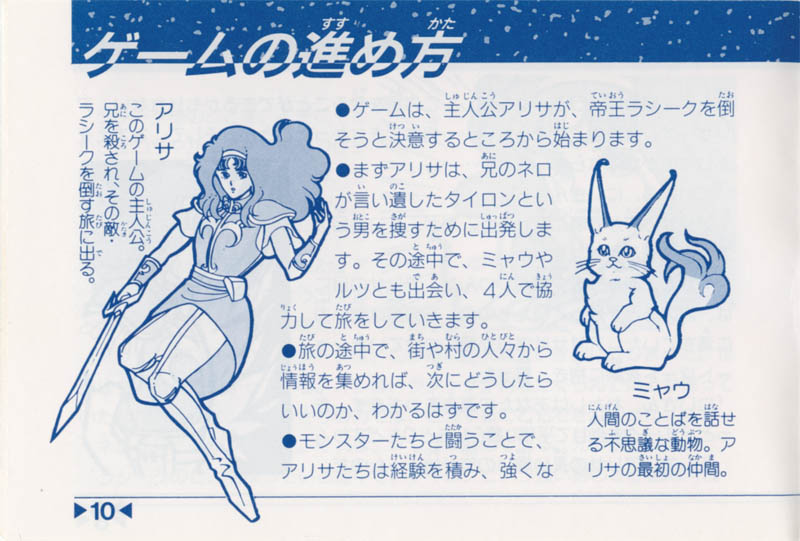 ゲームの進め方
アリサ
このゲームの主人公。
兄を殺され、その敵・
ラシークを倒す旅に出る。
●ゲームは、主人公アリサが、帝王ラシークを倒
そうと決意するところから始まります。
●まずアリサは、兄のネロ
が言い遺したタイロンとい
う男を捜すために出発しま
す。その途中で、ミャウや
ルツとも出会い、4人で協
力して旅をしていきます。
●旅の途中で、街や村の人々から
情報を集めれば、次にどうしたら
いいのか、わかるはずです。
●モンスターたちと闘うことで、
アリサたちは経験を積み、強くな
ミャウ
人間のことばを話せ
る不思議な動物。ア
リサの最初の仲間。
▶10◀